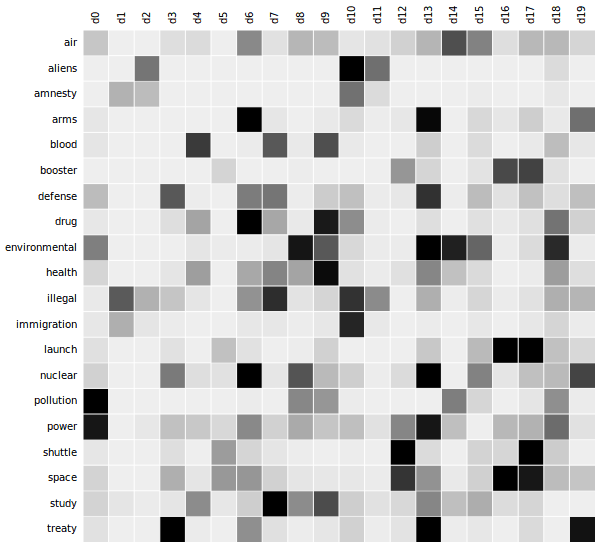 d0 d1 d2 d3 d4 d5 d6 d7 d8 d9 d10 d11 d12 d13 d14 d15 d16 d17 d18 d19
air
aliens
amnesty
arms
blood
booster
defense
drug
environmental
health
illegal
immigration
launch
nuclear
pollution
power
shuttle
space
study
treaty